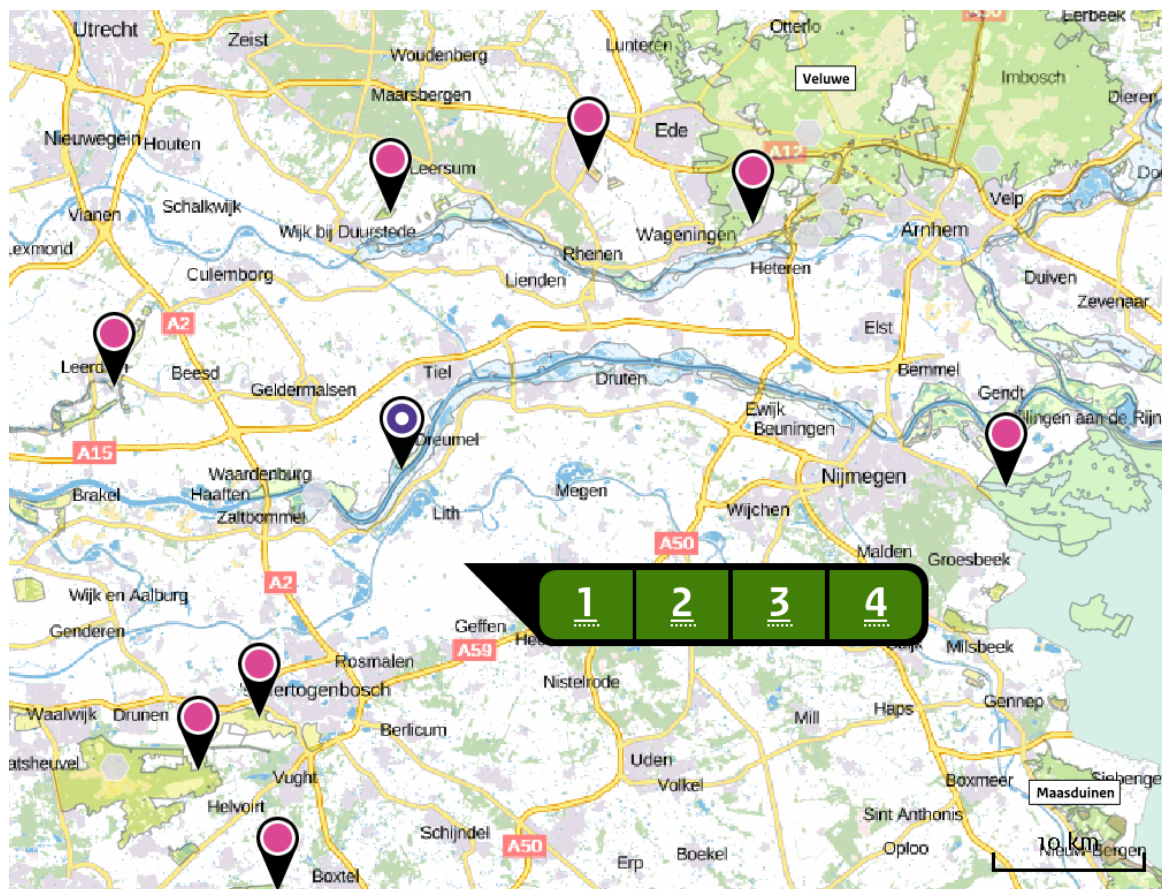 Utrecht
Zeist
Woudenberg
Lunteren
Otterlo
Eerbeek
Veluwe
Imbosch
Maarsbergen
Dieren
Nieuwegein
Houten
Ede
A12
Leersum
Schalkwijk
Vianen
Velp
Wijk bij Duurstede
Wageningen
Arnhem
Rhenen
Culemborg
Lienden
Heteren
Duiven
Zevenaar
A2
Elst
Beesd
Tiel
Geldermalsen
Druten
Bemmel
Gendt
Ewijk
Beuningen
Dreumel
A15
Waardenburg
Nijmegen
Brakel
Haaften
Megen
Zaltbommel
Lith
Wijchen
A50
Malden
Groesbeek
A2
Wijk en Aalburg
1 2 3 4
Genderen
Geffen
A59
Milsbeek
Rosmalen
Nistelrode
Gennep
Waalwijk
Drunen
Haps
Mill
Berlicum
Uden
Vught
Volkel
Boxmeer
Maasduinen
Helvoirt
Sint Anthonis
Schijndel
A50
10 km
Oploo
Boekel
Erp
Boxtel